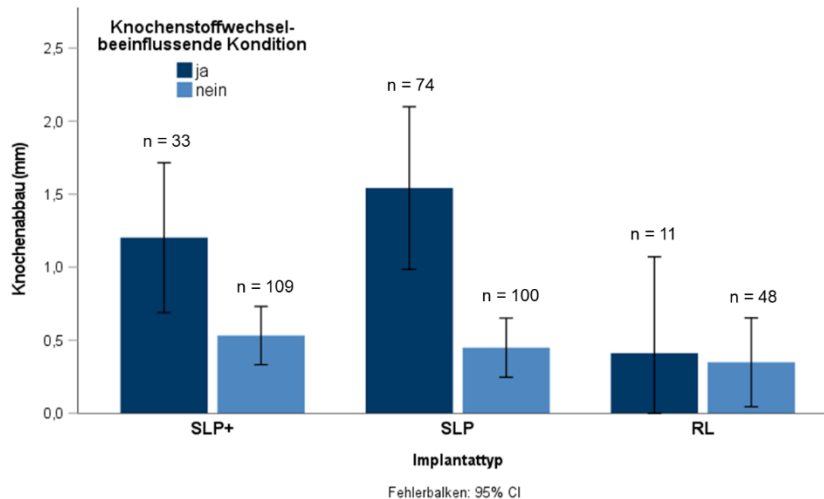 Knochenstoffwechsel-
beeinflussende Kondition
ja
nein
Knochenabbau (mm)
2,5
2,0
1,5
1,0
0,5
0,0
n = 33
n = 109
n = 74
n = 100
n = 11
n = 48
SLP+
SLP
RL
Implantattyp
Fehlerbalken: 95% CI